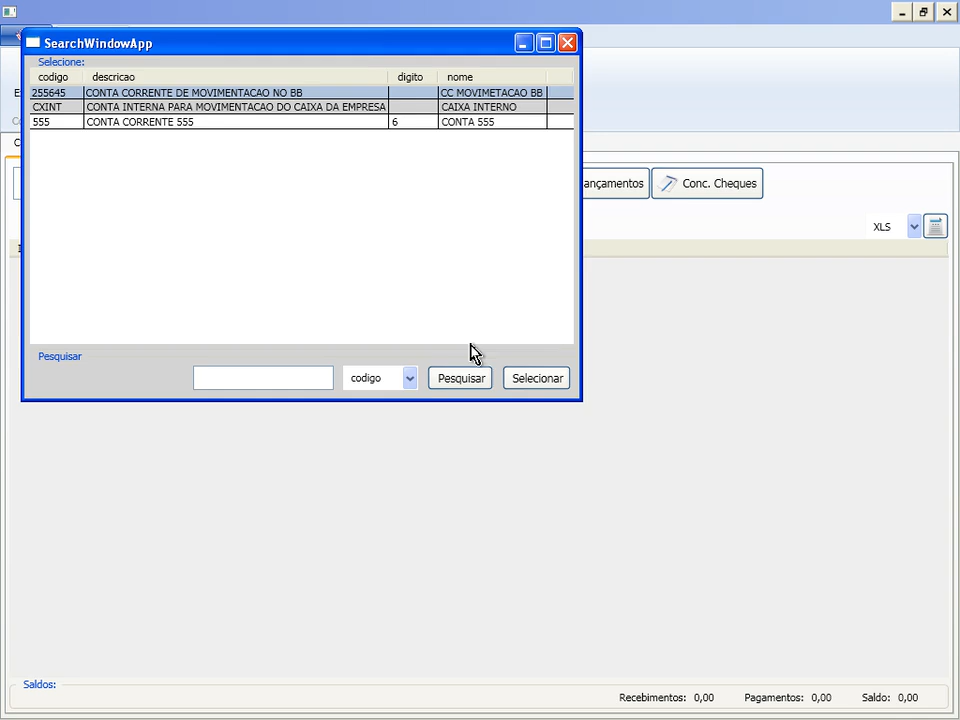 SearchWindowApp
Selecione:
codigo descricao digito nome
255645 CONTA CORRENTE DE MOVIMENTACAO NO BB CC MOVIMETACAO BB
CXINT CONTA INTERNA PARA MOVIMENTACAO DO CAIXA DA EMPRESA CAIXA INTERNO
555 CONTA CORRENTE 555 6 CONTA 555
ançamentos Conc. Cheques
XLS
Pesquisar
codigo Pesquisar Selecionar
Saldos:
Recebimentos: 0,00 Pagamentos: 0,00 Saldo: 0,00